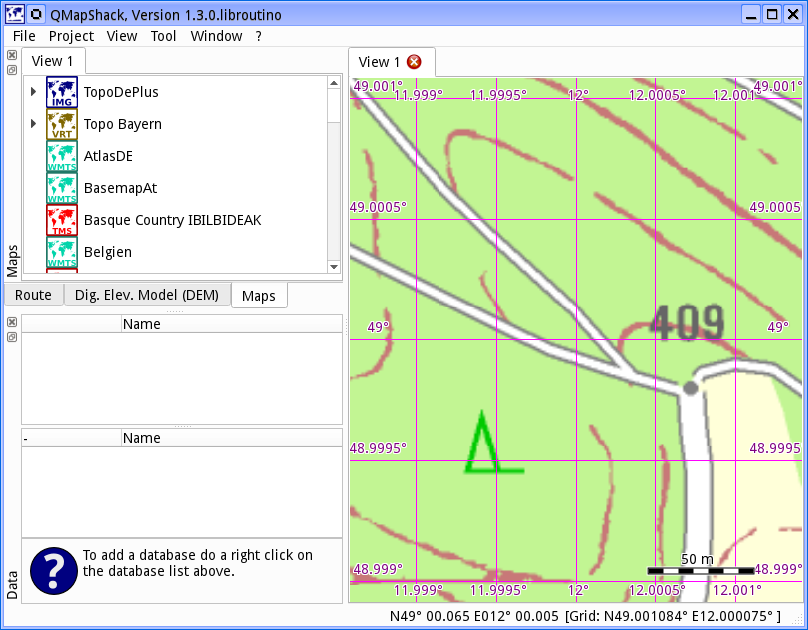 QMapShack, Version 1.3.0.libroutino
File Project View Tool Window ?
View 1
IMG TopoDePlus
VRT Topo Bayern
WMTS AtlasDE
WMTS BasemapAt
TMS Basque Country IBILBIDEAK
WMTS Belgien
Maps
Route Dig. Elev. Model (DEM) Maps
Name
- Name
Data
? To add a database do a right click on
the database list above.
View 1
49.001° 49.001°
11.999° 11.9995° 12° 12.0005° 12.001°
49.0005° 49.0005
409
49° 49°
48.9995° 48.9995
50 m
48.999° 48.999°
11.999° 11.9995° 12° 12.0005° 12.001°
N49° 00.065 E012° 00.005 [Grid: N49.001084° E12.000075° ]